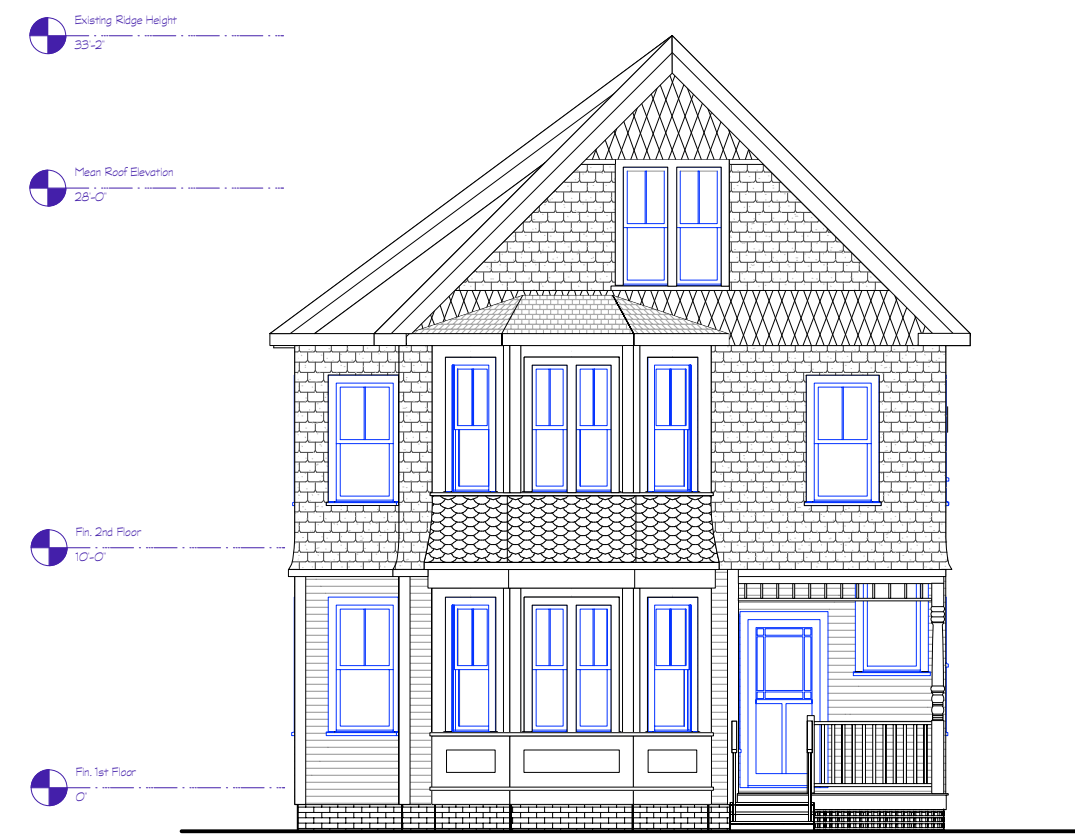 Existing Ridge Height
33'-2"
Mean Roof Elevation
28'-0"
Fin. 2nd Floor
10'-0"
Fin. 1st Floor
0"